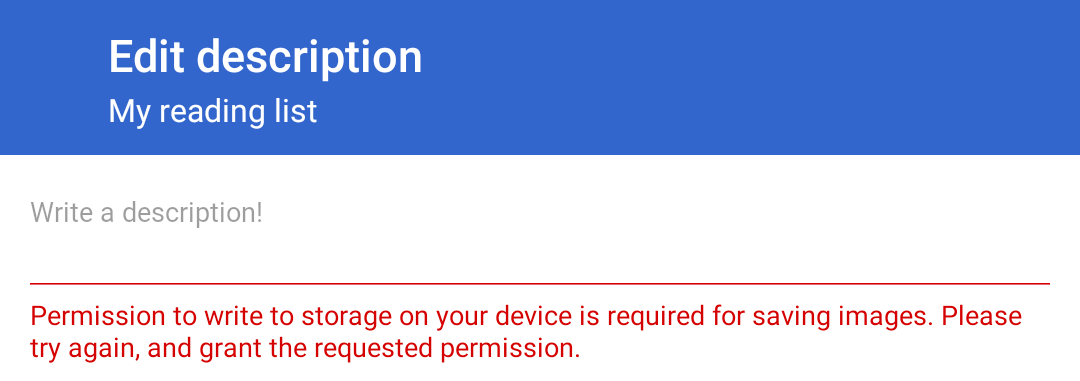 Edit description
My reading list
Write a description!
Permission to write to storage on your device is required for saving images. Please
try again, and grant the requested permission.